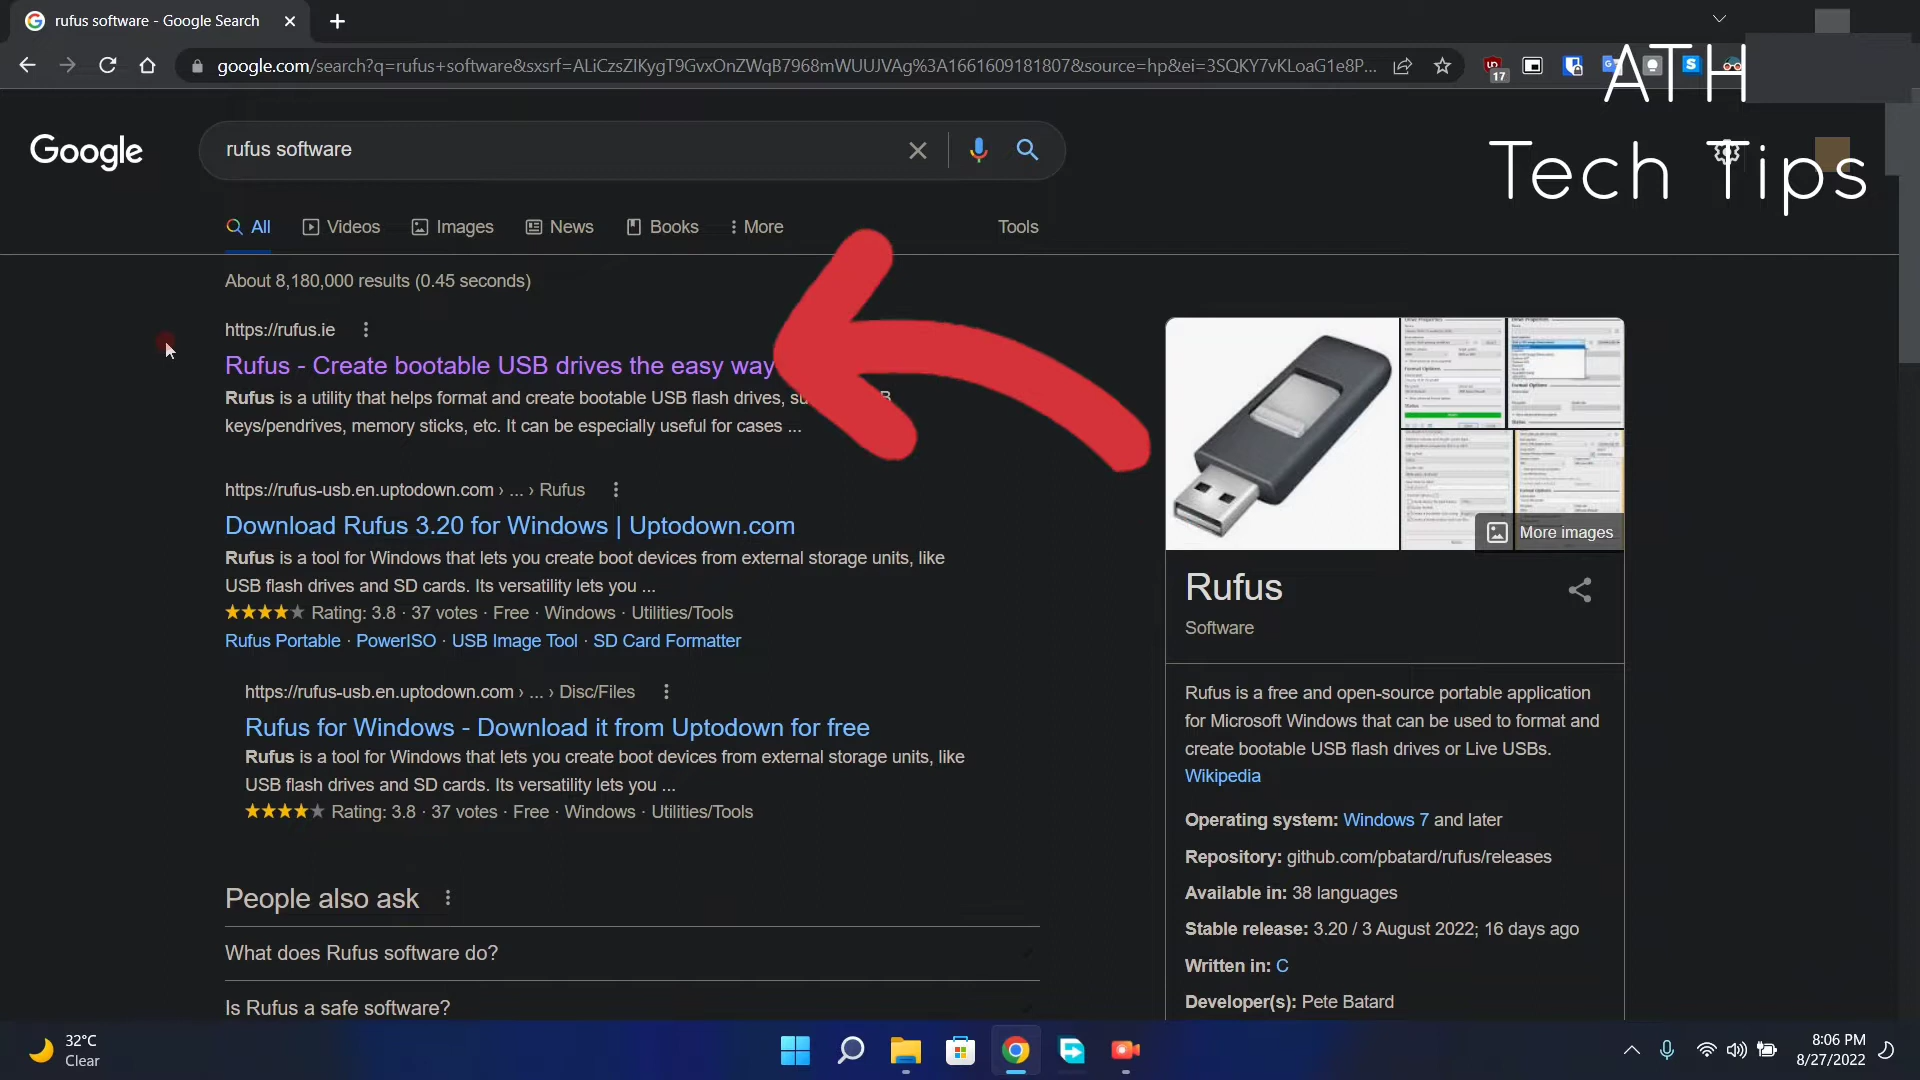 rufus software - Google Search
google.com/search?q=rufus+software&sxsrf=ALiCzsZIKygT9GvxOnZWqB7968mWUUJVAg%3A1661609181807&source=hp&ei=3SQKY7vKLoaG1e8P...
17
ATH
Tech Tips
Google
rufus software
All
Videos
Images
News
Books
More
Tools
About 8,180,000 results (0.45 seconds)
https://rufus.ie
Rufus - Create bootable USB drives the easy way
Rufus is a utility that helps format and create bootable USB flash drives,
keys/pendrives, memory sticks, etc. It can be especially useful for cases ...
https://rufus-usb.en.uptodown.com › ... › Rufus
Download Rufus 3.20 for Windows | Uptodown.com
Rufus is a tool for Windows that lets you create boot devices from external storage units, like
USB flash drives and SD cards. Its versatility lets you ...
Rating: 3.8 · 37 votes · Free · Windows · Utilities/Tools
Rufus Portable · PowerISO · USB Image Tool · SD Card Formatter
https://rufus-usb.en.uptodown.com › ... › Disc/Files
Rufus for Windows - Download it from Uptodown for free
Rufus is a tool for Windows that lets you create boot devices from external storage units, like
USB flash drives and SD cards. Its versatility lets you ...
Rating: 3.8 · 37 votes · Free · Windows · Utilities/Tools
People also ask
What does Rufus software do?
Is Rufus a safe software?
More images
Rufus
Software
Rufus is a free and open-source portable application
for Microsoft Windows that can be used to format and
create bootable USB flash drives or Live USBs.
Wikipedia
Operating system: Windows 7 and later
Repository: github.com/pbatard/rufus/releases
Available in: 38 languages
Stable release: 3.20 / 3 August 2022; 16 days ago
Written in: C
Developer(s): Pete Batard
32°C
Clear
8:06 PM
8/27/2022